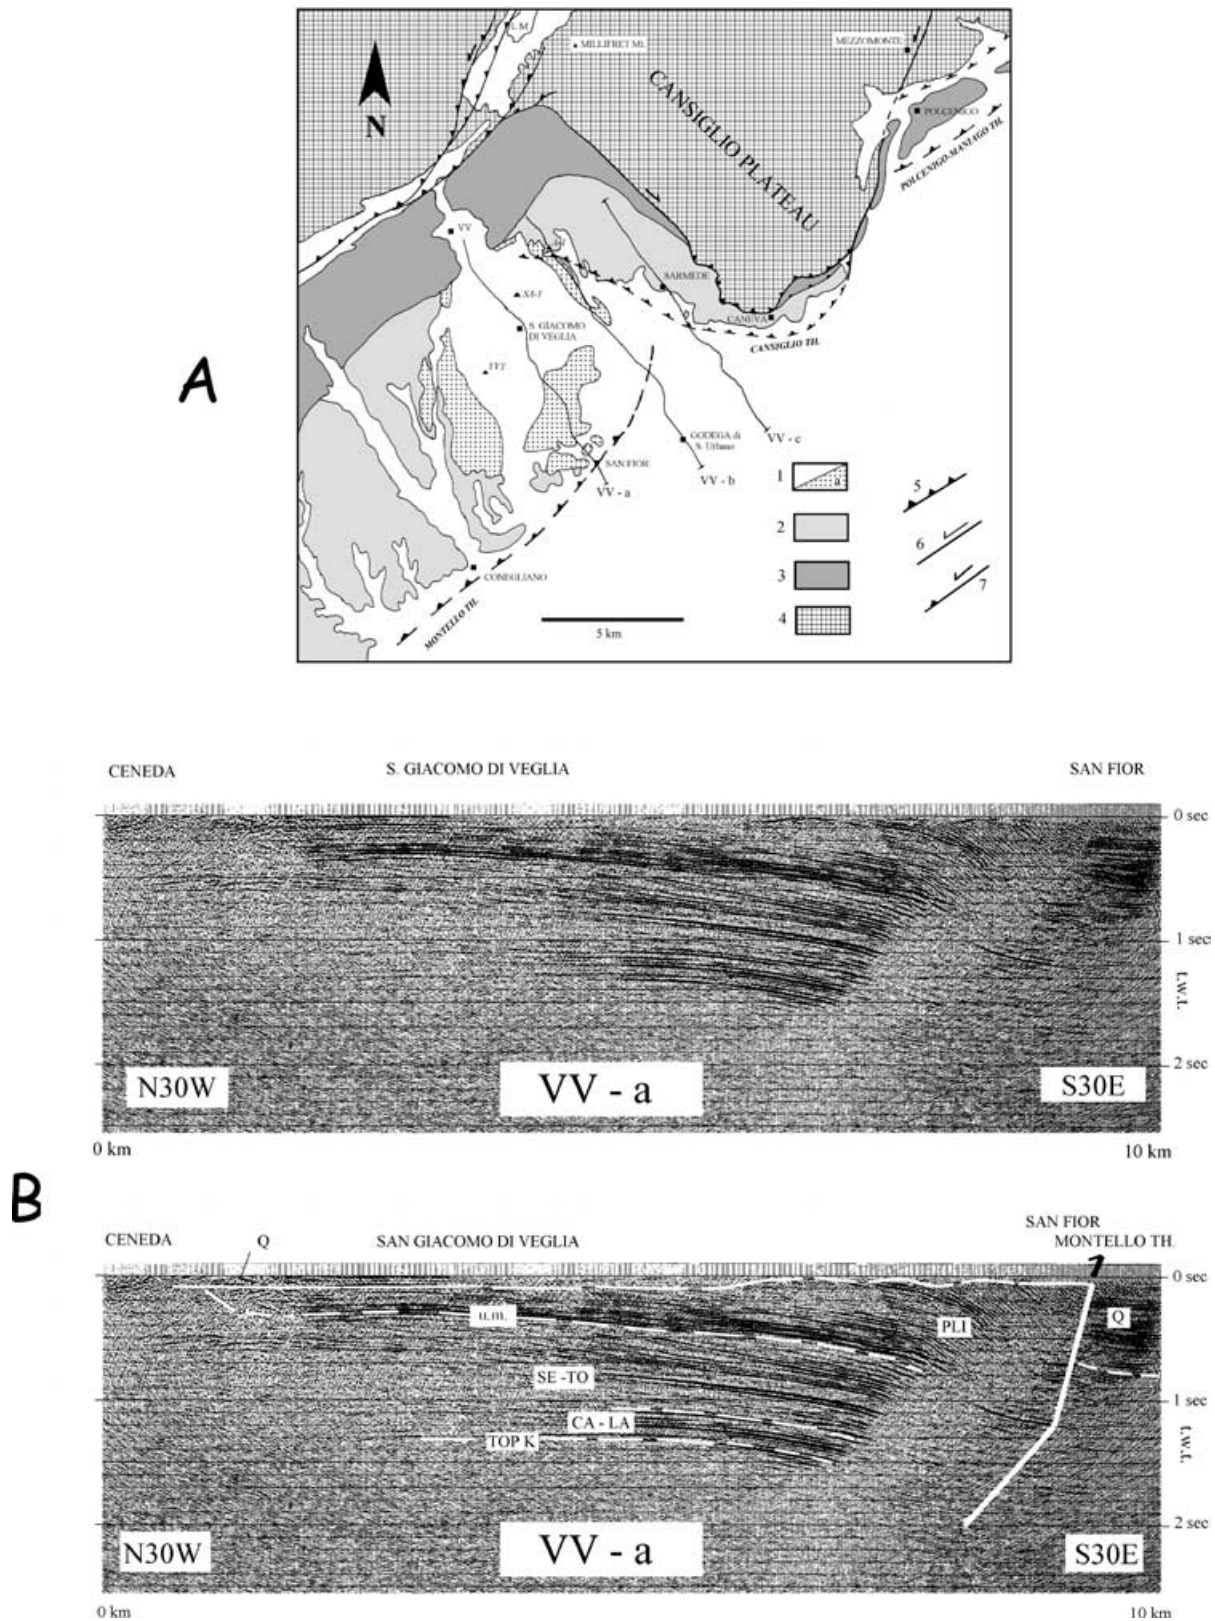 A
MILLIFRET Mt.
MEZZOMONTE
N
CANSIGLIO PLATEAU
POLCENIGO
POLCENIGO-MANIAGO TH.
VV
SARMEDE
S. GIACOMO
DI VEGLIA
CANEVA
CANSIGLIO TH.
GODEGA di
S. Urbano
VV - c
SAN FIOR
VV - a
VV - b
CONEGLIANO
MONTELLO TH.
5 km
1
a
2
3
4
5
6
7
CENEDA
S. GIACOMO DI VEGLIA
SAN FIOR
0 sec
1 sec
t.w.t.
2 sec
N30W
VV - a
S30E
0 km
10 km
B
SAN FIOR
CENEDA
Q
SAN GIACOMO DI VEGLIA
MONTELLO TH.
0 sec
u.m.
PLI
Q
SE -TO
1 sec
CA - LA
TOP K
t.w.t.
2 sec
N30W
VV - a
S30E
0 km
10 km